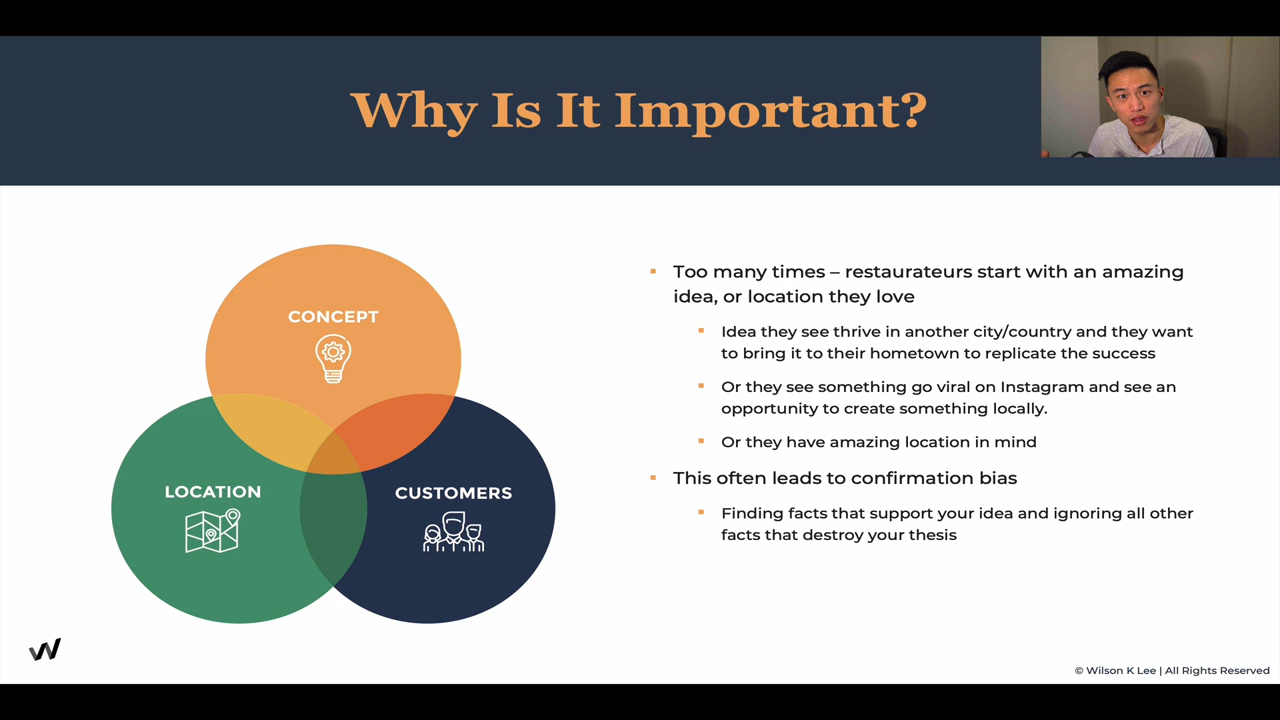 Why Is It Important?
CONCEPT
LOCATION
CUSTOMERS
▪ Too many times – restaurateurs start with an amazing
idea, or location they love
▪ Idea they see thrive in another city/country and they want
to bring it to their hometown to replicate the success
▪ Or they see something go viral on Instagram and see an
opportunity to create something locally.
▪ Or they have amazing location in mind
▪ This often leads to confirmation bias
▪ Finding facts that support your idea and ignoring all other
facts that destroy your thesis
W
© Wilson K Lee | All Rights Reserved